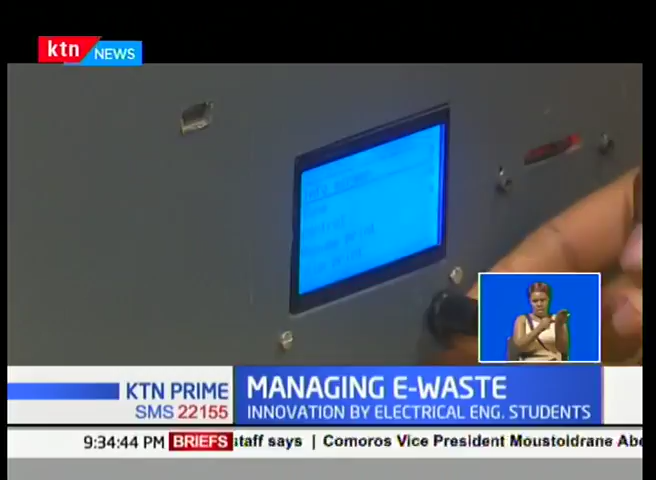 ktn NEWS
KTN PRIME
SMS 22155
MANAGING E-WASTE
INNOVATION BY ELECTRICAL ENG. STUDENTS
9:34:44 PM BRIEFS staff says | Comoros Vice President Moustoidrane Abe